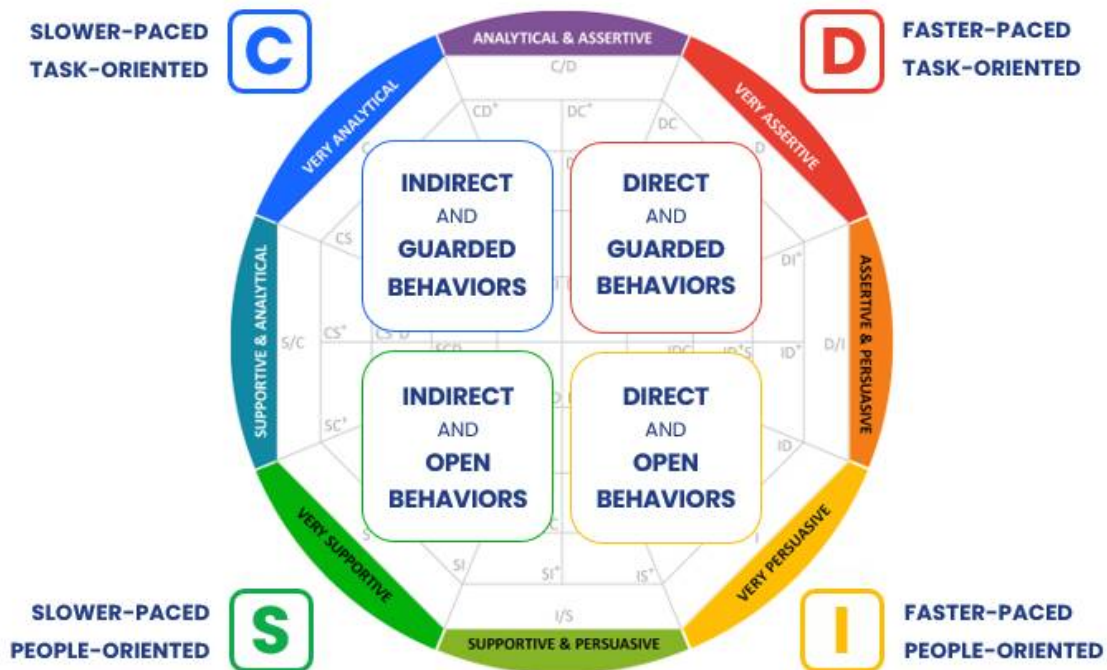 SLOWER-PACED
TASK-ORIENTED
C
ANALYTICAL & ASSERTIVE
D
FASTER-PACED
TASK-ORIENTED
VERY ANALYTICAL
VERY ASSERTIVE
C/D
CD+
DC+
DC
C
D
INDIRECT
AND
GUARDED
BEHAVIORS
DIRECT
AND
GUARDED
BEHAVIORS
CS
DI+
SUPPORTIVE & ANALYTICAL
S/C
CS+
ID+S
ID+
D/I
ASSERTIVE & PERSUASIVE
INDIRECT
AND
OPEN
BEHAVIORS
DIRECT
AND
OPEN
BEHAVIORS
SC+
ID
S
I
SI
SI+
IS+
VERY SUPPORTIVE
VERY PERSUASIVE
I/S
SUPPORTIVE & PERSUASIVE
SLOWER-PACED
PEOPLE-ORIENTED
S
I
FASTER-PACED
PEOPLE-ORIENTED